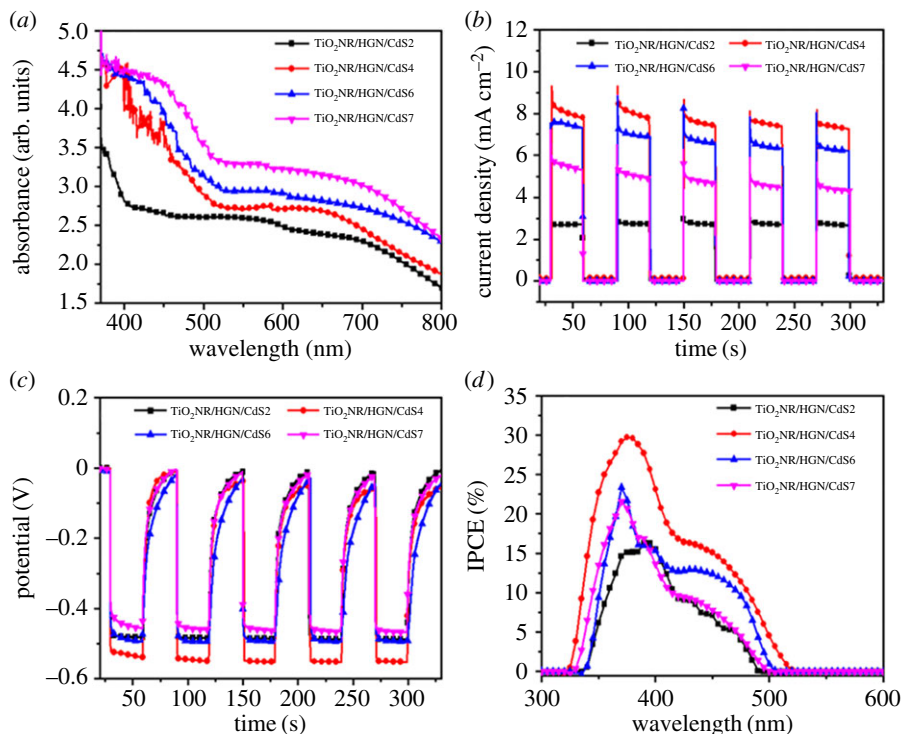 (a)
5.0
4.5
4.0
3.5
3.0
2.5
2.0
1.5
absorbance (arb. units)
TiO₂NR/HGN/CdS2
TiO₂NR/HGN/CdS4
TiO₂NR/HGN/CdS6
TiO₂NR/HGN/CdS7
400 500 600 700 800
wavelength (nm)
(b)
14
12
10
8
6
4
2
0
current density (mA cm⁻²)
TiO₂NR/HGN/CdS2 TiO₂NR/HGN/CdS4
TiO₂NR/HGN/CdS6 TiO₂NR/HGN/CdS7
50 100 150 200 250 300
time (s)
(c)
0.2
0
–0.2
–0.4
–0.6
potential (V)
TiO₂NR/HGN/CdS2 TiO₂NR/HGN/CdS4
TiO₂NR/HGN/CdS6 TiO₂NR/HGN/CdS7
50 100 150 200 250 300
time (s)
(d)
35
30
25
20
15
10
5
0
IPCE (%)
TiO₂NR/HGN/CdS2
TiO₂NR/HGN/CdS4
TiO₂NR/HGN/CdS6
TiO₂NR/HGN/CdS7
300 400 500 600
wavelength (nm)